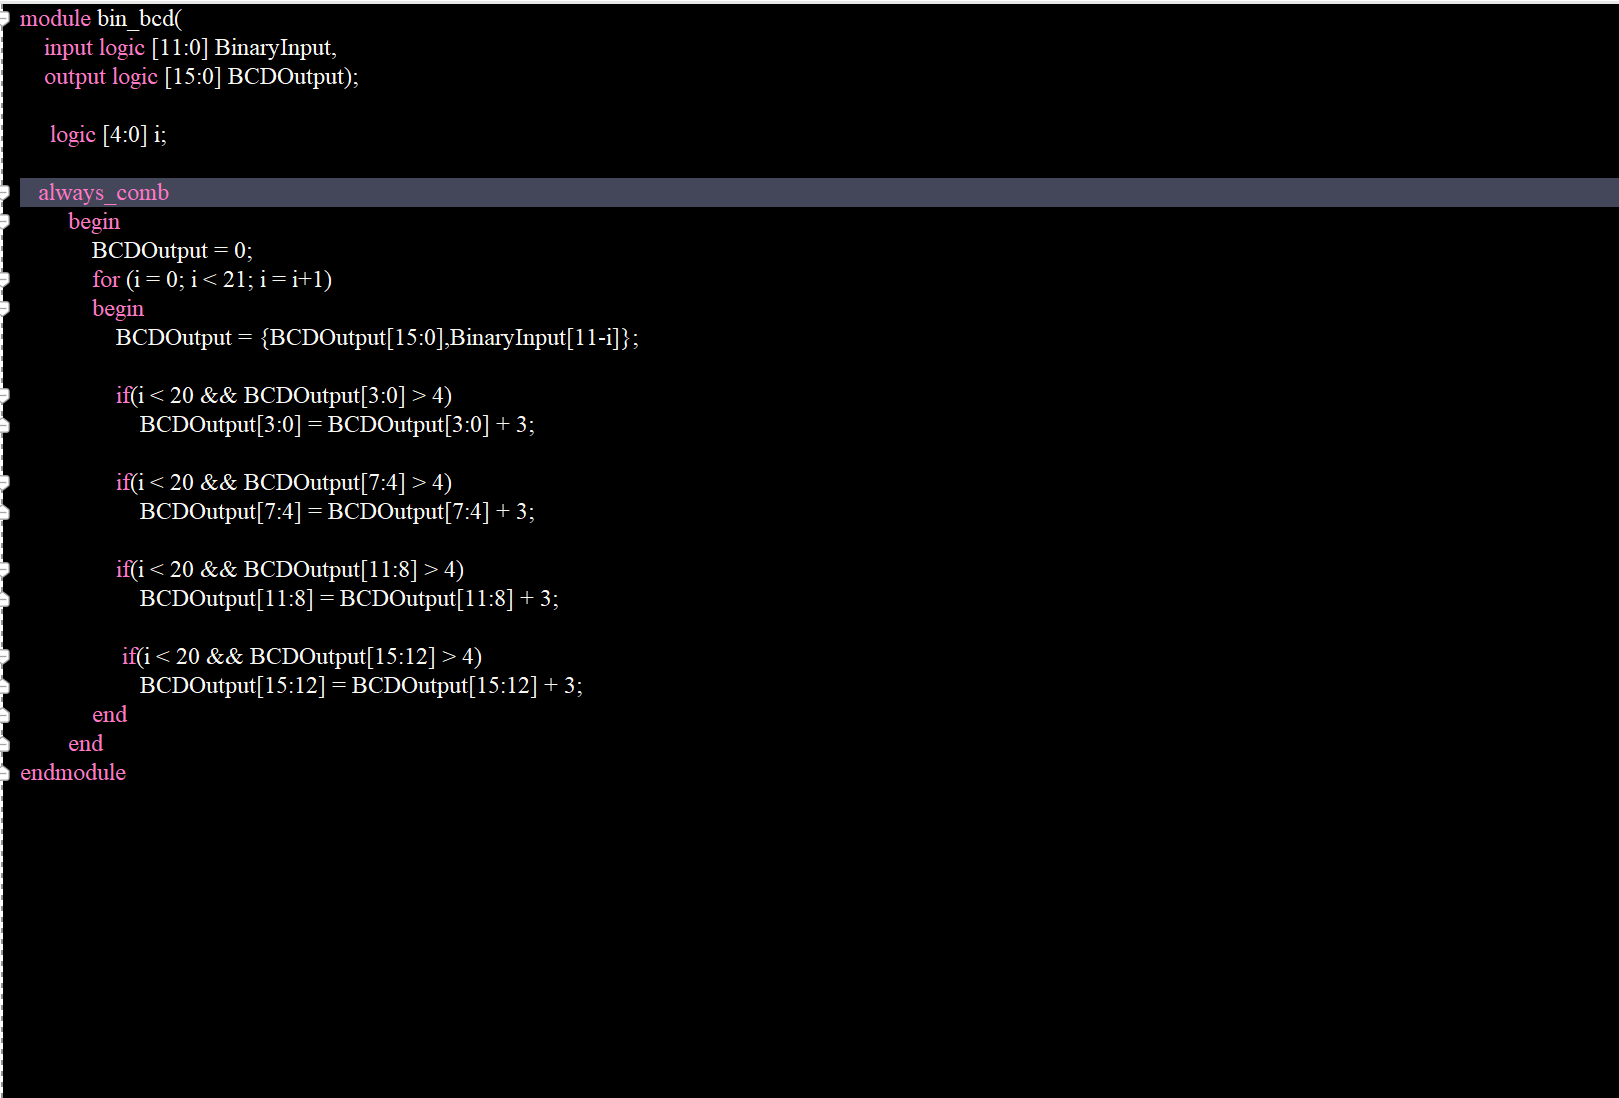 module bin_bcd(
input logic [11:0] BinaryInput,
output logic [15:0] BCDOutput);
logic [4:0] i;
always_comb
begin
BCDOutput = 0;
for (i = 0; i < 21; i = i+1)
begin
BCDOutput = {BCDOutput[15:0],BinaryInput[11-i]};
if(i < 20 && BCDOutput[3:0] > 4)
BCDOutput[3:0] = BCDOutput[3:0] + 3;
if(i < 20 && BCDOutput[7:4] > 4)
BCDOutput[7:4] = BCDOutput[7:4] + 3;
if(i < 20 && BCDOutput[11:8] > 4)
BCDOutput[11:8] = BCDOutput[11:8] + 3;
if(i < 20 && BCDOutput[15:12] > 4)
BCDOutput[15:12] = BCDOutput[15:12] + 3;
end
end
endmodule